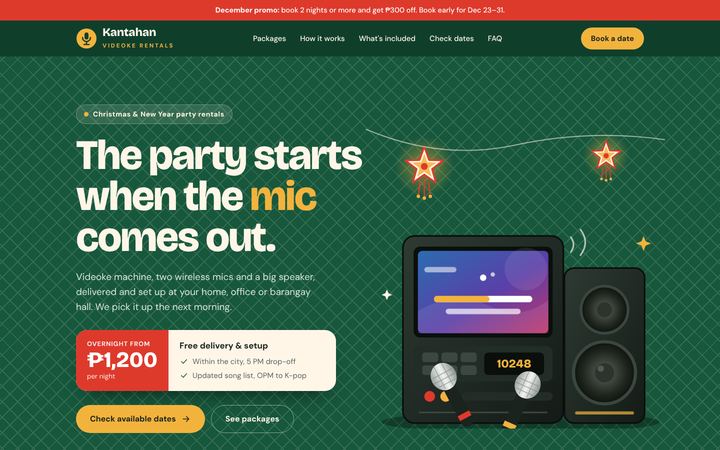 December promo: book 2 nights or more and get ₱300 off. Book early for Dec 23–31.
Kantahan
VIDEOKE RENTALS
Packages
How it works
What's included
Check dates
FAQ
Book a date
Christmas & New Year party rentals
The party starts
when the mic
comes out.
Videoke machine, two wireless mics and a big speaker,
delivered and set up at your home, office or barangay
hall. We pick it up the next morning.
OVERNIGHT FROM
₱1,200
per night
Free delivery & setup
Within the city, 5 PM drop-off
Updated song list, OPM to K-pop
Check available dates →
See packages
10248